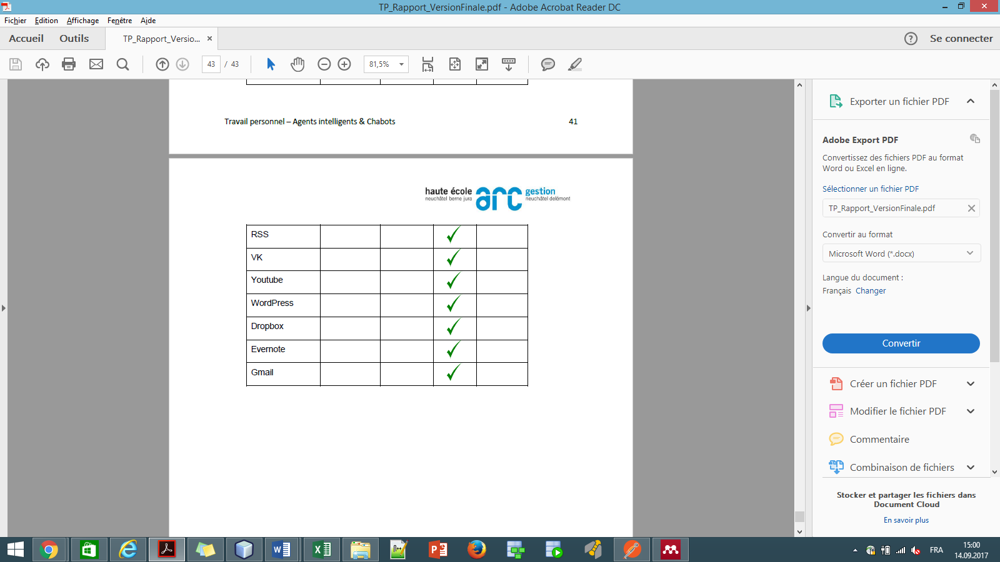 TP_Rapport_VersionFinale.pdf - Adobe Acrobat Reader DC
Fichier Edition Affichage Fenêtre Aide
Accueil Outils TP_Rapport_Versio... × Se connecter
43 / 43 81,5%
Travail personnel – Agents intelligents & Chabots 41
haute école arc gestion
neuchâtel berne jura neuchâtel delémont
RSS
VK
Youtube
WordPress
Dropbox
Evernote
Gmail
Exporter un fichier PDF
Adobe Export PDF
Convertissez des fichiers PDF au format
Word ou Excel en ligne.
Sélectionner un fichier PDF
TP_Rapport_VersionFinale.pdf
Convertir au format
Microsoft Word (*.docx)
Langue du document :
Français Changer
Convertir
Créer un fichier PDF
Modifier le fichier PDF
Commentaire
Combinaison de fichiers
Stocker et partager les fichiers dans
Document Cloud
En savoir plus
FRA
15:00
14.09.2017